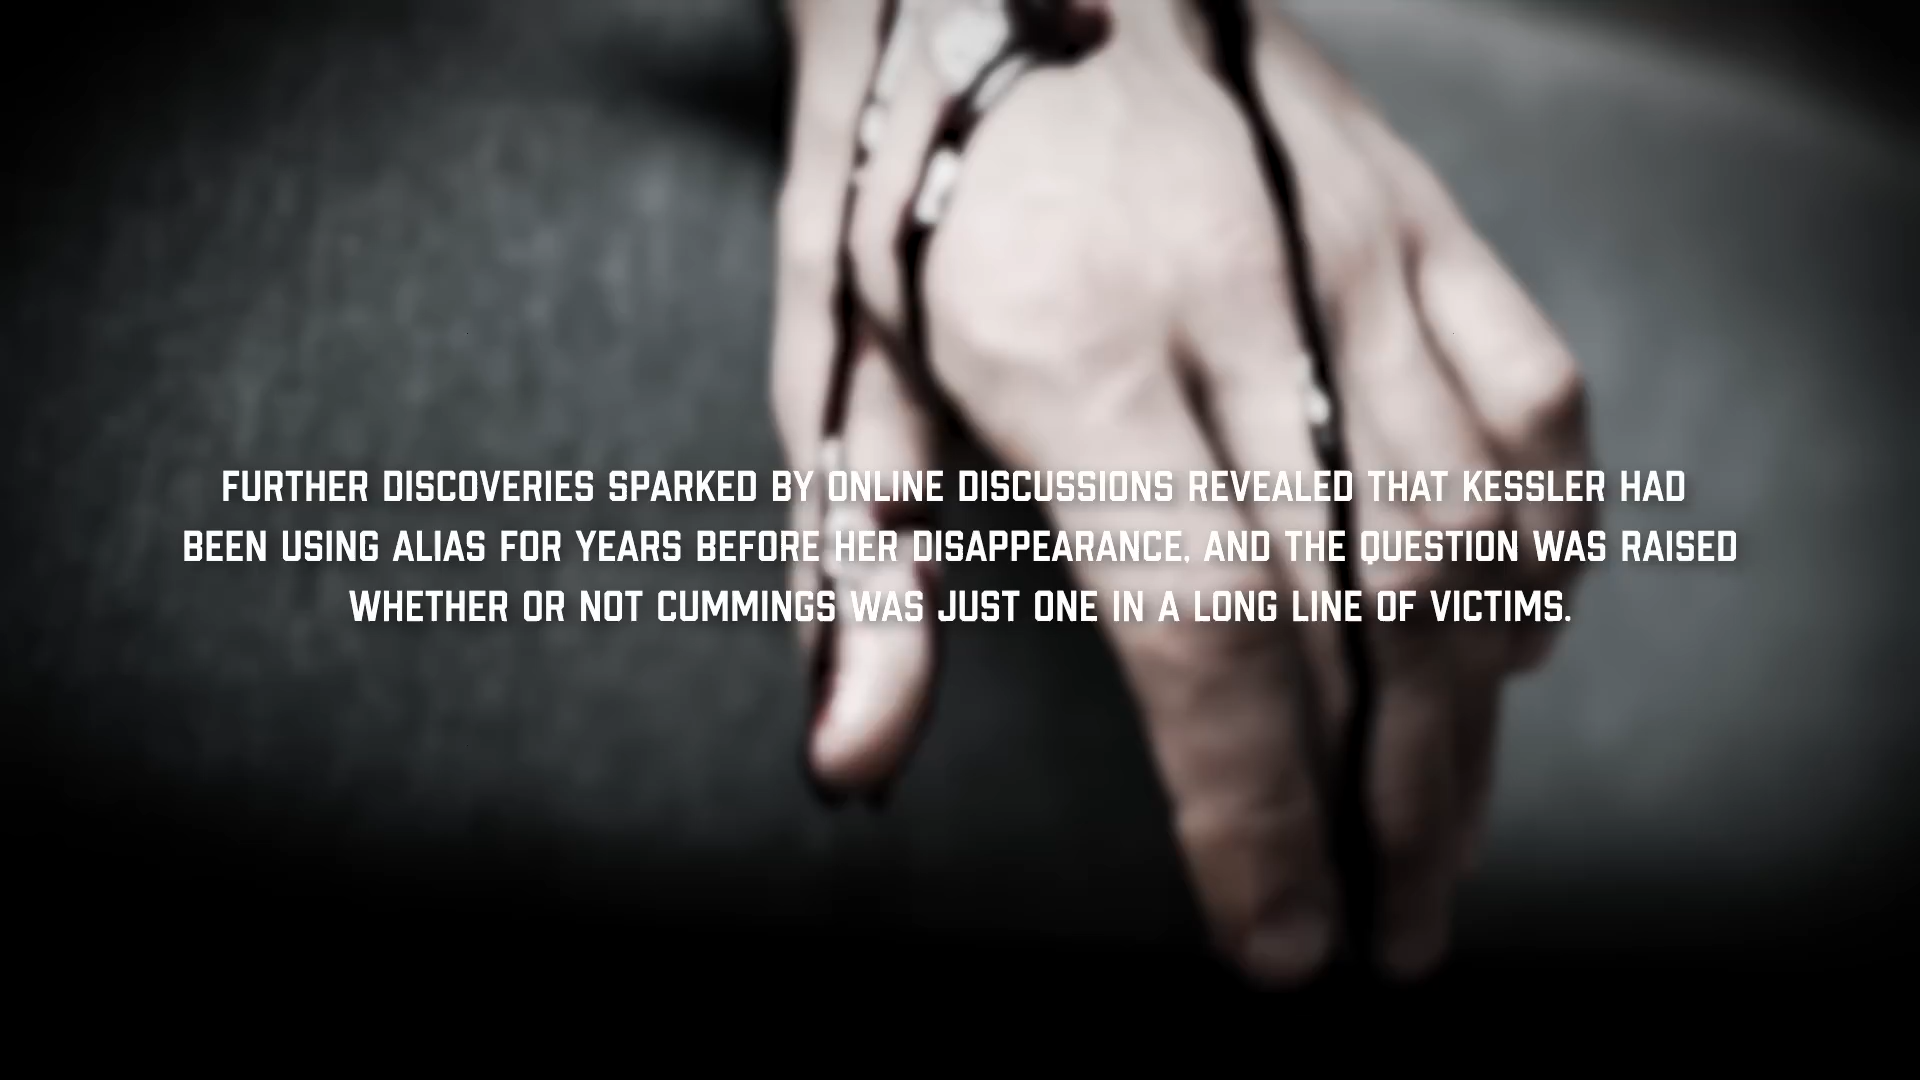 FURTHER DISCOVERIES SPARKED BY ONLINE DISCUSSIONS REVEALED THAT KESSLER HAD
BEEN USING ALIAS FOR YEARS BEFORE HER DISAPPEARANCE, AND THE QUESTION WAS RAISED
WHETHER OR NOT CUMMINGS WAS JUST ONE IN A LONG LINE OF VICTIMS.